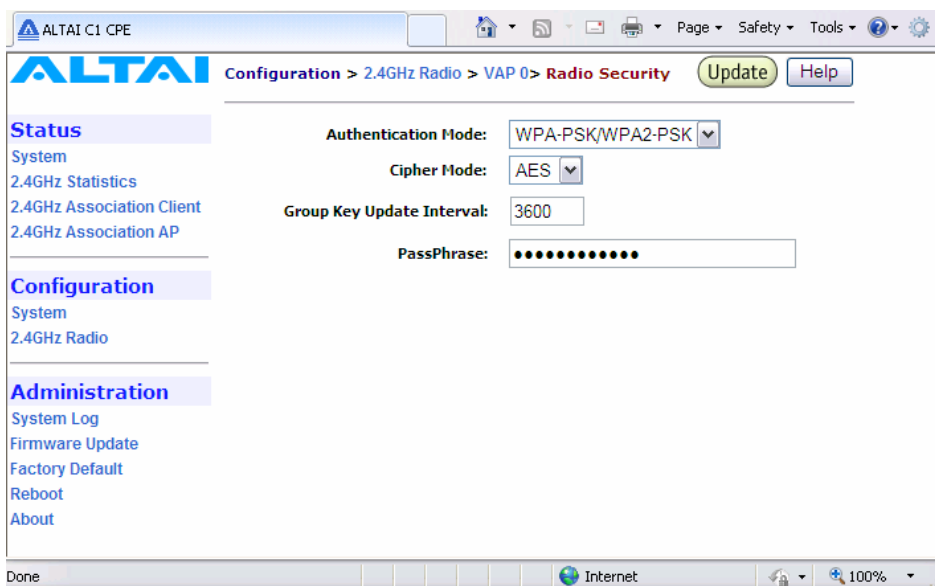 ALTAI C1 CPE
Page Safety Tools
ALTAI
Configuration > 2.4GHz Radio > VAP 0> Radio Security Update Help
Status
System
2.4GHz Statistics
2.4GHz Association Client
2.4GHz Association AP
Configuration
System
2.4GHz Radio
Administration
System Log
Firmware Update
Factory Default
Reboot
About
Authentication Mode: WPA-PSK/WPA2-PSK
Cipher Mode: AES
Group Key Update Interval: 3600
PassPhrase: ••••••••••••
Done Internet 100%